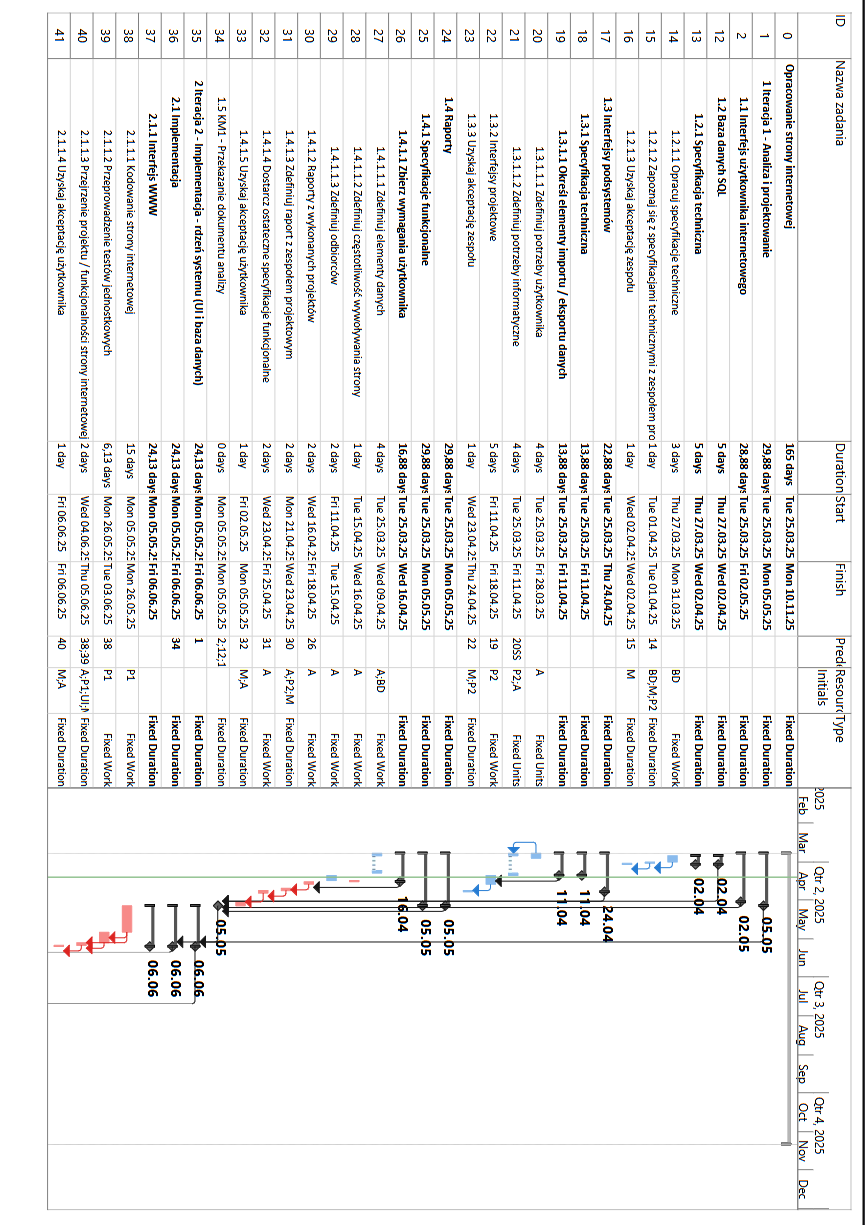 ID Nazwa zadania Duration Start Finish Pred Resourc Initials Type
0 Opracowanie strony internetowej 165 days Tue 25.03.25 Mon 10.11.25 Fixed Duration
1 1 Iteracja 1 - Analiza i projektowanie 29,88 days Tue 25.03.25 Mon 05.05.25 Fixed Duration
2 1.1 Interfejs użytkownika internetowego 28,88 days Tue 25.03.25 Fri 02.05.25 Fixed Duration
12 1.2 Baza danych SQL 5 days Thu 27.03.25 Wed 02.04.25 Fixed Duration
13 1.2.1 Specyfikacja techniczna 5 days Thu 27.03.25 Wed 02.04.25 Fixed Duration
14 1.2.1.1 Opracuj specyfikacje techniczne 3 days Thu 27.03.25 Mon 31.03.25 BD Fixed Work
15 1.2.1.2 Zapoznaj się z specyfikacjami technicznymi z zespołem pro 1 day Tue 01.04.25 Tue 01.04.25 14 BD;M;P2 Fixed Duration
16 1.2.1.3 Uzyskaj akceptację zespołu 1 day Wed 02.04.25 Wed 02.04.25 15 M Fixed Duration
17 1.3 Interfejsy podsystemów 22,88 days Tue 25.03.25 Thu 24.04.25 Fixed Duration
18 1.3.1 Specyfikacja techniczna 13,88 days Tue 25.03.25 Fri 11.04.25 Fixed Duration
19 1.3.1.1 Określ elementy importu / eksportu danych 13,88 days Tue 25.03.25 Fri 11.04.25 Fixed Duration
20 1.3.1.1.1 Zdefiniuj potrzeby użytkownika 4 days Tue 25.03.25 Fri 28.03.25 A Fixed Units
21 1.3.1.1.2 Zdefiniuj potrzeby informatyczne 4 days Tue 25.03.25 Fri 11.04.25 20SS P2;A Fixed Units
22 1.3.2 Interfejsy projektowe 5 days Fri 11.04.25 Fri 18.04.25 19 P2 Fixed Work
23 1.3.3 Uzyskaj akceptację zespołu 1 day Wed 23.04.2 Thu 24.04.25 22 M;P2 Fixed Duration
24 1.4 Raporty 29,88 days Tue 25.03.25 Mon 05.05.25 Fixed Duration
25 1.4.1 Specyfikacje funkcjonalne 29,88 days Tue 25.03.25 Mon 05.05.25 Fixed Duration
26 1.4.1.1 Zbierz wymagania użytkownika 16,88 days Tue 25.03.25 Wed 16.04.25 Fixed Duration
27 1.4.1.1.1 Zdefiniuj elementy danych 4 days Tue 25.03.25 Wed 09.04.25 A;BD Fixed Work
28 1.4.1.1.2 Zdefiniuj częstotliwość wywoływania strony 1 day Tue 15.04.25 Wed 16.04.25 A Fixed Duration
29 1.4.1.1.3 Zdefiniuj odbiorców 2 days Fri 11.04.25 Tue 15.04.25 A Fixed Work
30 1.4.1.2 Raporty z wykonanych projektów 2 days Wed 16.04.2 Fri 18.04.25 26 A Fixed Work
31 1.4.1.3 Zdefiniuj raport z zespołem projektowym 2 days Mon 21.04.2 Wed 23.04.25 30 A;P2;M Fixed Duration
32 1.4.1.4 Dostarcz ostateczne specyfikacje funkcjonalne 2 days Wed 23.04.2 Fri 25.04.25 31 A Fixed Work
33 1.4.1.5 Uzyskaj akceptację użytkownika 1 day Fri 02.05.25 Mon 05.05.25 32 M;A Fixed Duration
34 1.5 KM1 - Przekazanie dokumentu analizy 0 days Mon 05.05.2 Mon 05.05.25 2;12;1 Fixed Duration
35 2 Iteracja 2 - Implementacja - rdzeń systemu (UI i baza danych) 24,13 days Mon 05.05.2 Fri 06.06.25 1 Fixed Duration
36 2.1 Implementacja 24,13 days Mon 05.05.2 Fri 06.06.25 34 Fixed Duration
37 2.1.1 Interfejs WWW 24,13 days Mon 05.05.2 Fri 06.06.25 Fixed Duration
38 2.1.1.1 Kodowanie strony internetowej 15 days Mon 05.05.2 Mon 26.05.25 P1 Fixed Work
39 2.1.1.2 Przeprowadzenie testów jednostkowych 6,13 days Mon 26.05.2 Tue 03.06.25 38 P1 Fixed Work
40 2.1.1.3 Przejrzenie projektu / funkcjonalności strony internetowej 2 days Wed 04.06.2 Thu 05.06.25 38;39 A;P1;UI; Fixed Duration
41 2.1.1.4 Uzyskaj akceptację użytkownika 1 day Fri 06.06.25 Fri 06.06.25 40 M;A Fixed Duration
2025 Qtr 2, 2025 Qtr 3, 2025 Qtr 4, 2025
Feb Mar Apr May Jun Jul Aug Sep Oct Nov Dec
05.05
02.05
02.04
02.04
24.04
11.04
11.04
05.05
05.05
16.04
05.05
06.06
06.06
06.06